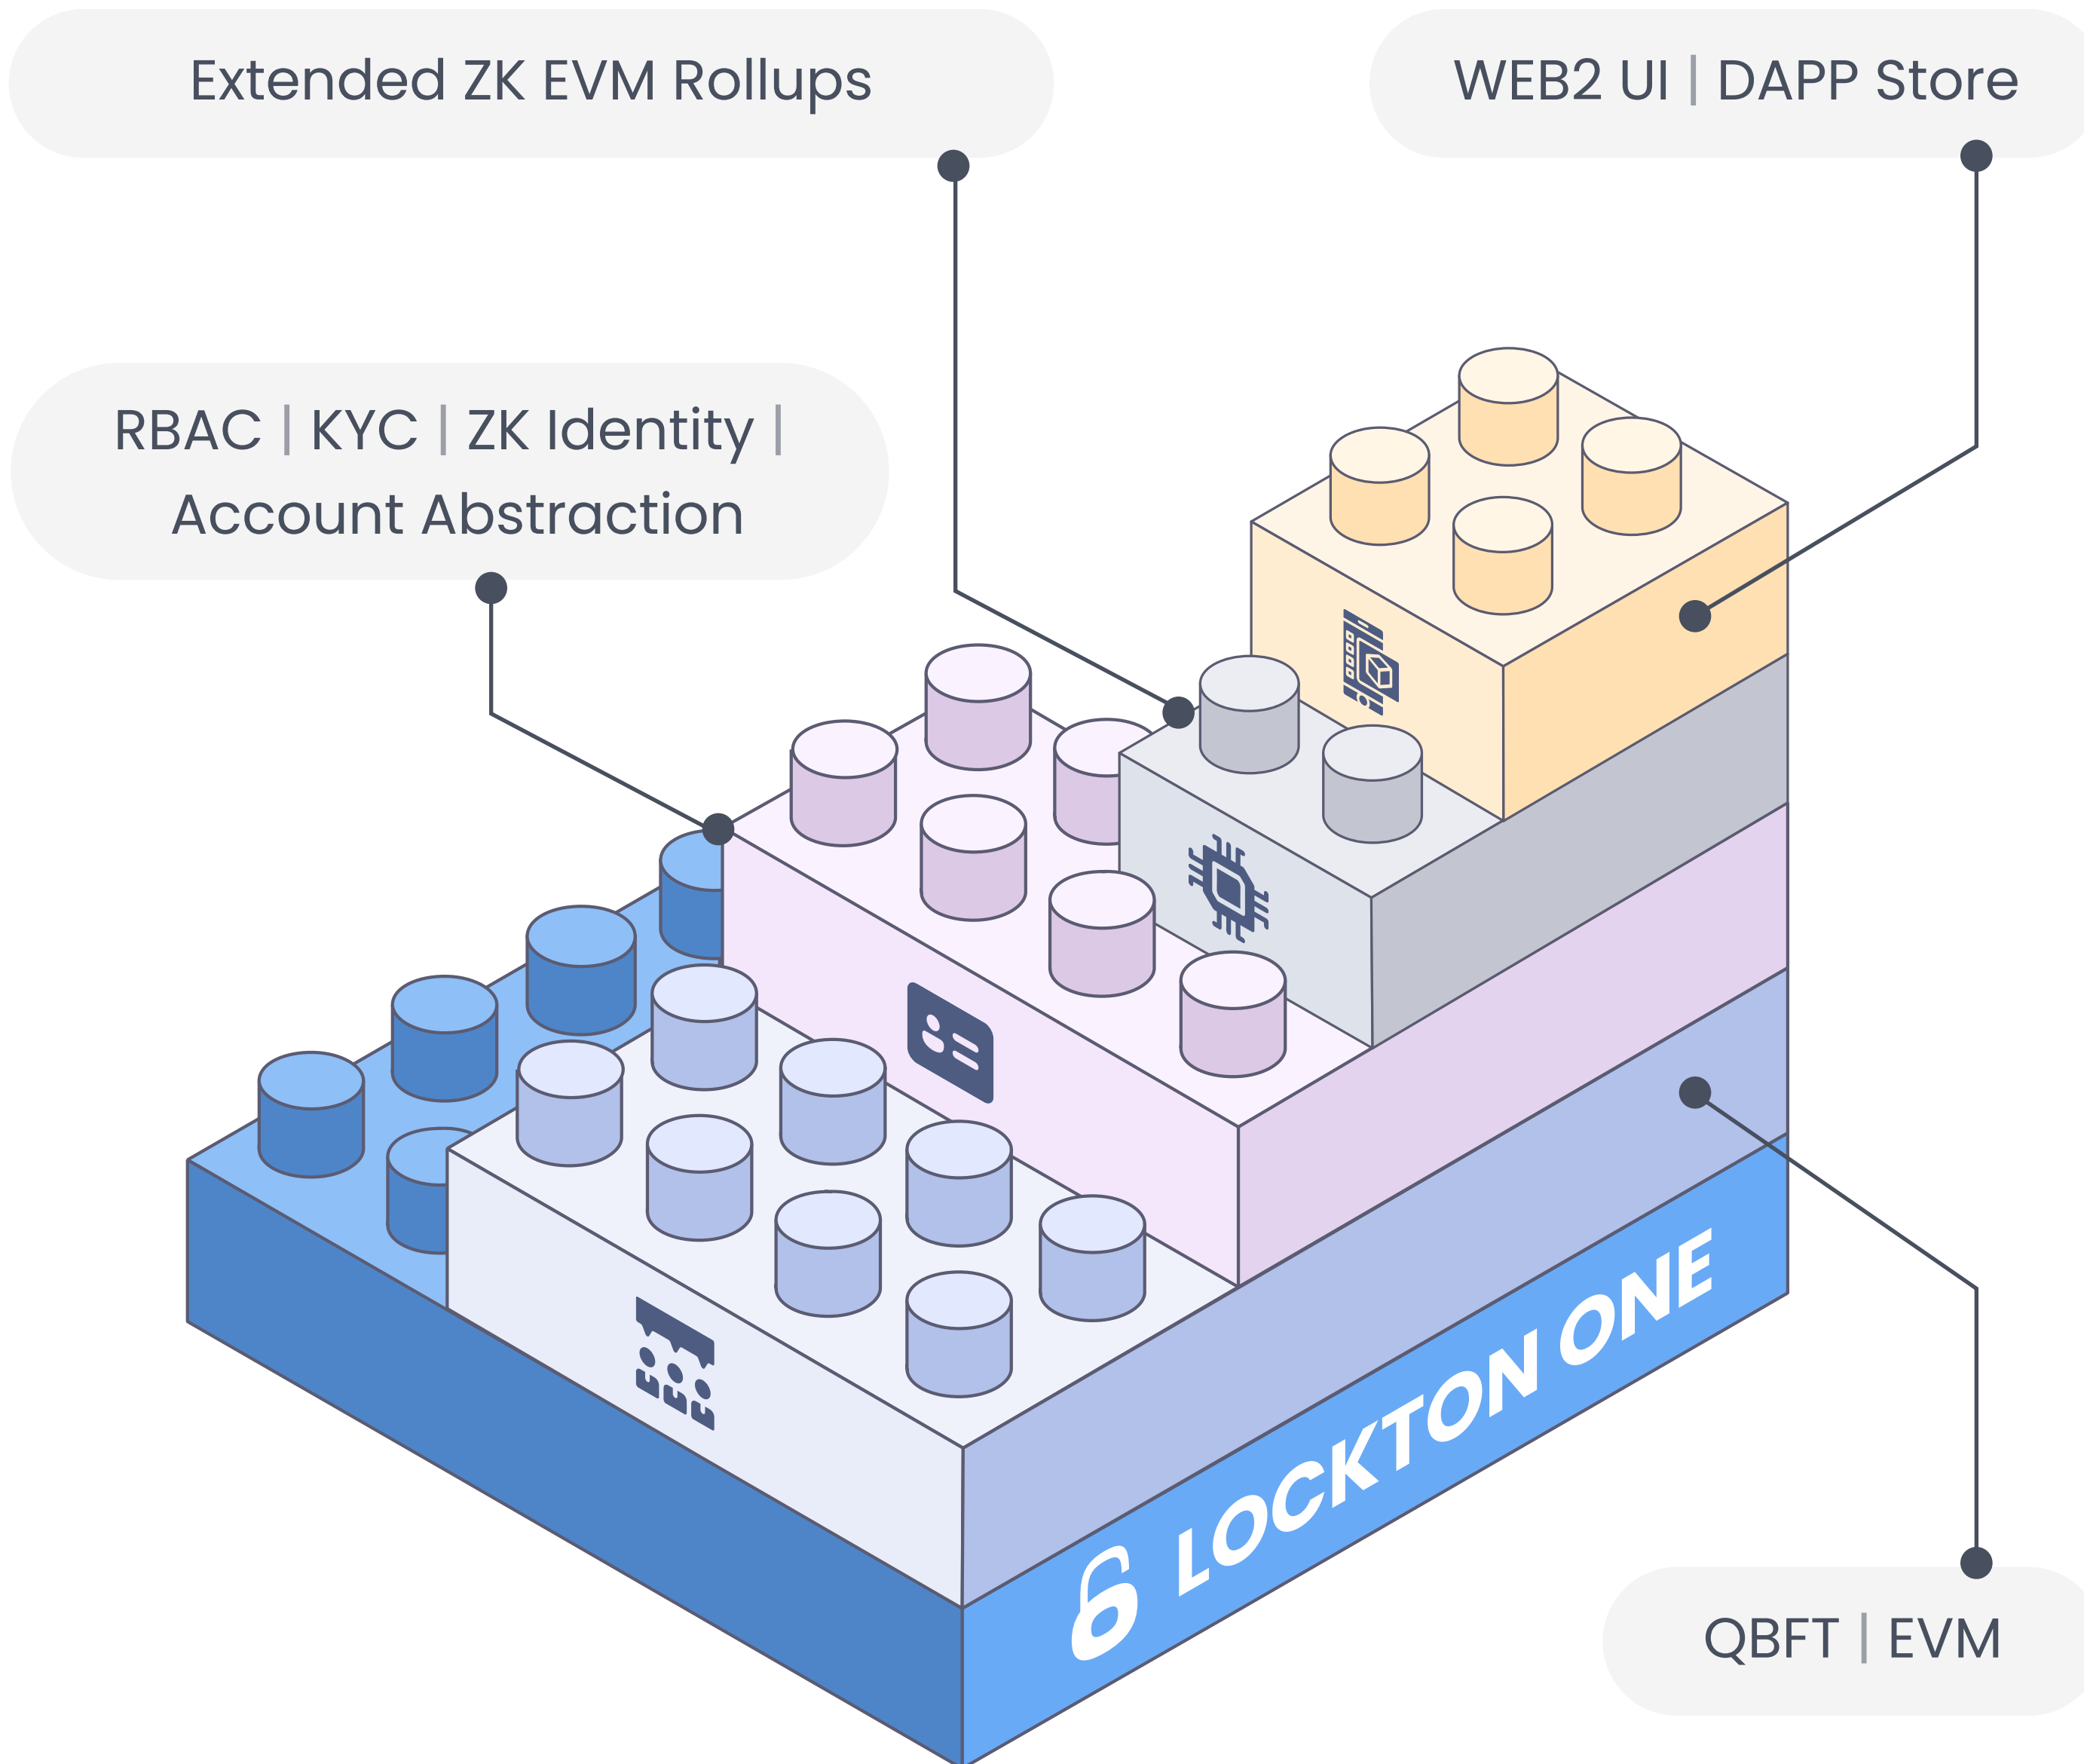 Extended ZK EVM Rollups
WEB2 UI | DAPP Store
RBAC | KYC | ZK Identity |
Account Abstraction
LOCKTON ONE
QBFT | EVM